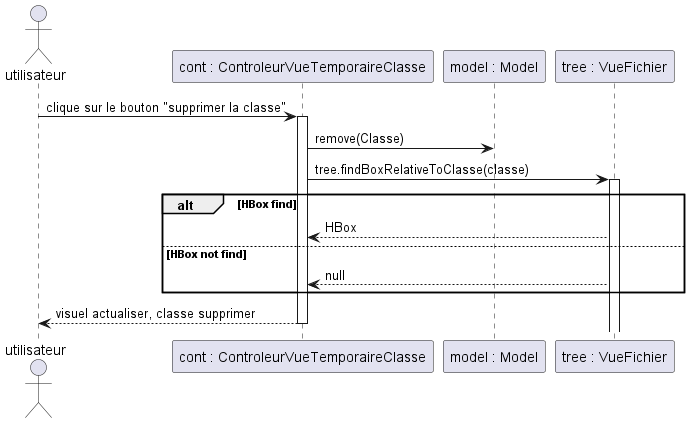 utilisateur
cont : ControleurVueTemporaireClasse
model : Model
tree : VueFichier
clique sur le bouton "supprimer la classe"
remove(Classe)
tree.findBoxRelativeToClasse(classe)
alt
[HBox find]
HBox
[HBox not find]
null
visuel actualiser, classe supprimer
utilisateur
cont : ControleurVueTemporaireClasse
model : Model
tree : VueFichier